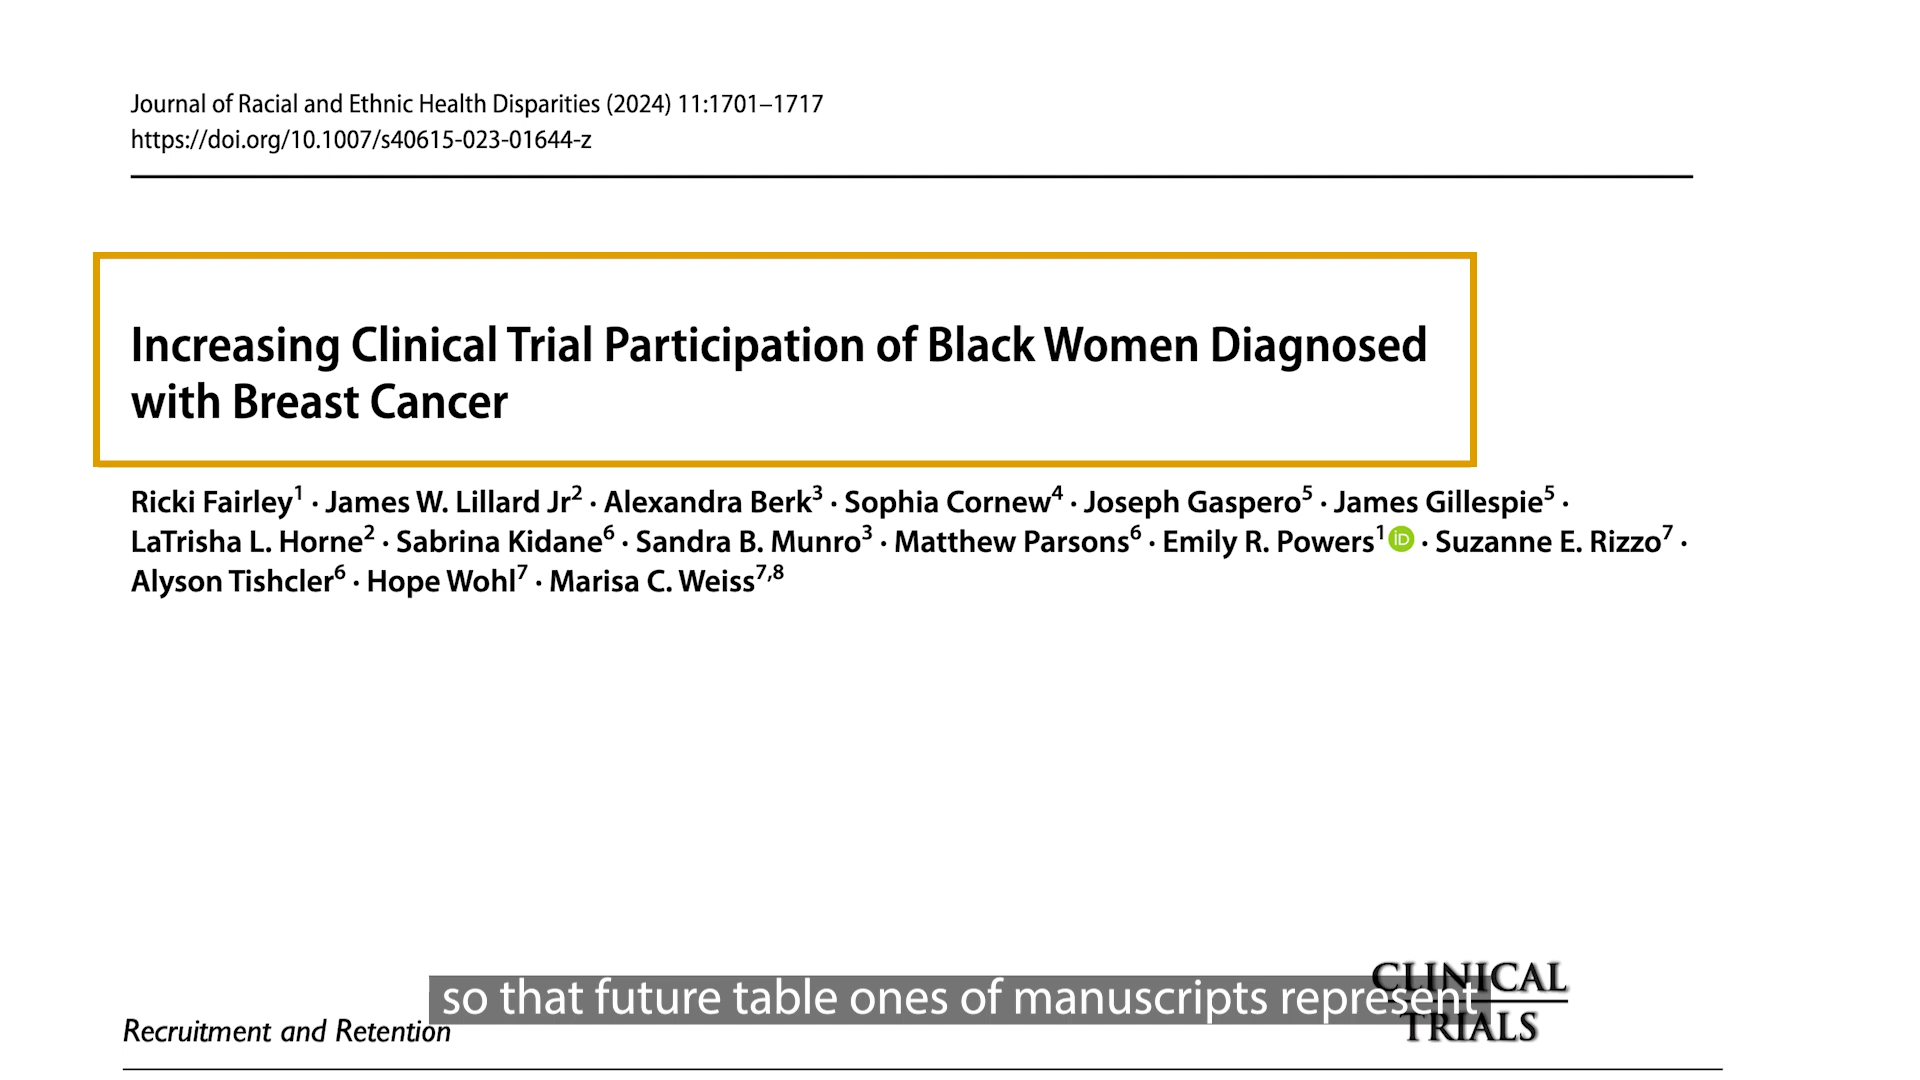 Journal of Racial and Ethnic Health Disparities (2024) 11:1701–1717
https://doi.org/10.1007/s40615-023-01644-z
Increasing Clinical Trial Participation of Black Women Diagnosed
with Breast Cancer
Ricki Fairley1 · James W. Lillard Jr2 · Alexandra Berk3 · Sophia Cornew4 · Joseph Gaspero5 · James Gillespie5 ·
LaTrisha L. Horne2 · Sabrina Kidane6 · Sandra B. Munro3 · Matthew Parsons6 · Emily R. Powers1 iD · Suzanne E. Rizzo7 ·
Alyson Tishcler6 · Hope Wohl7 · Marisa C. Weiss7,8
so that future table ones of manuscripts represent
Recruitment and Retention
CLINICAL
TRIALS